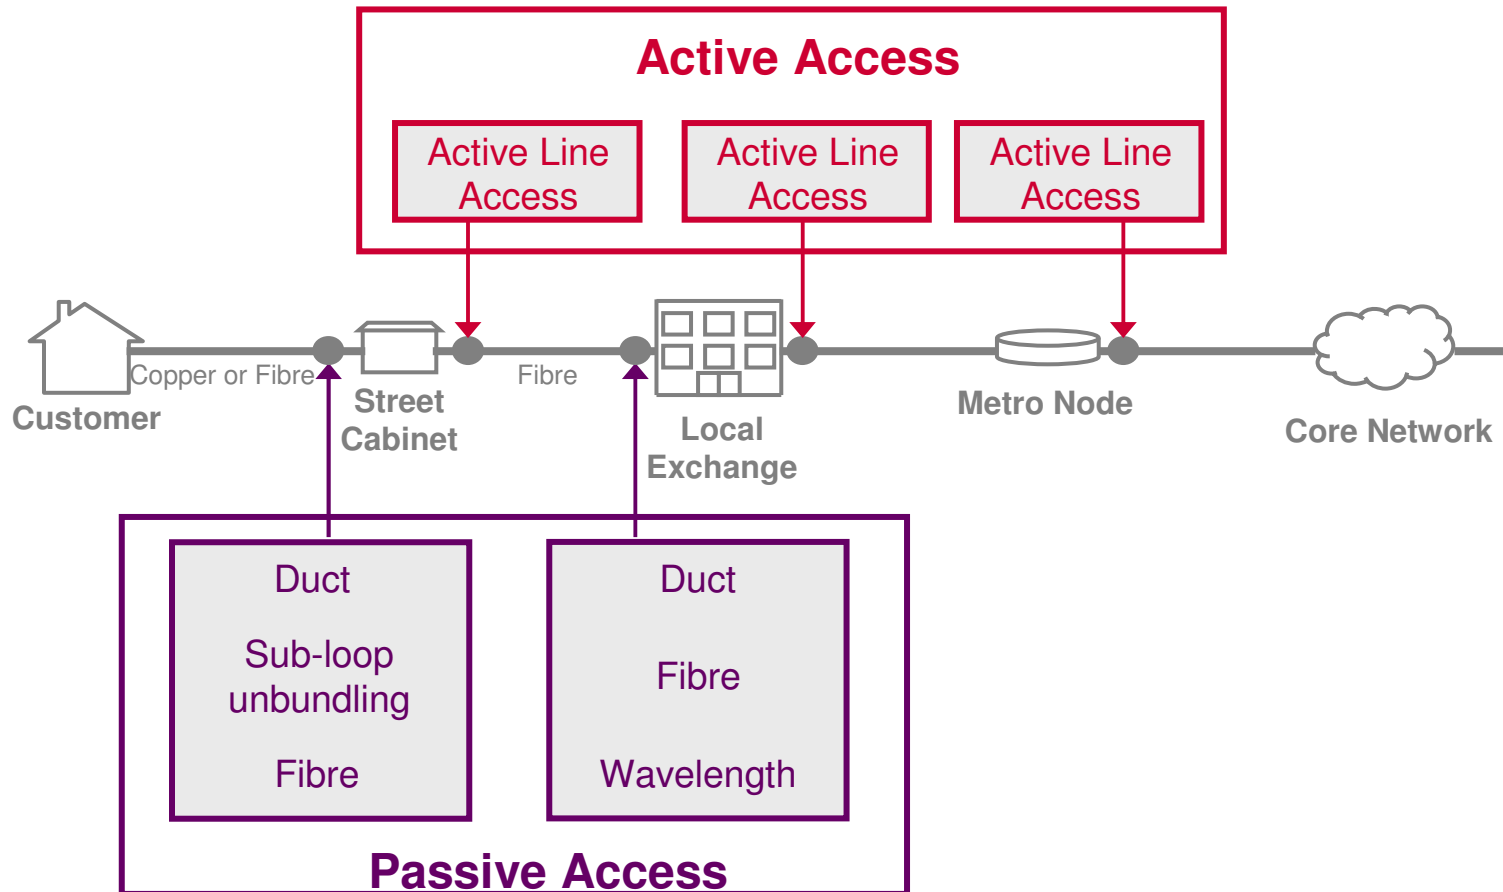 Active Access
Active Line
Access
Active Line
Access
Active Line
Access
Copper or Fibre
Fibre
Customer
Street
Cabinet
Local
Exchange
Metro Node
Core Network
Duct
Sub-loop
unbundling
Fibre
Duct
Fibre
Wavelength
Passive Access